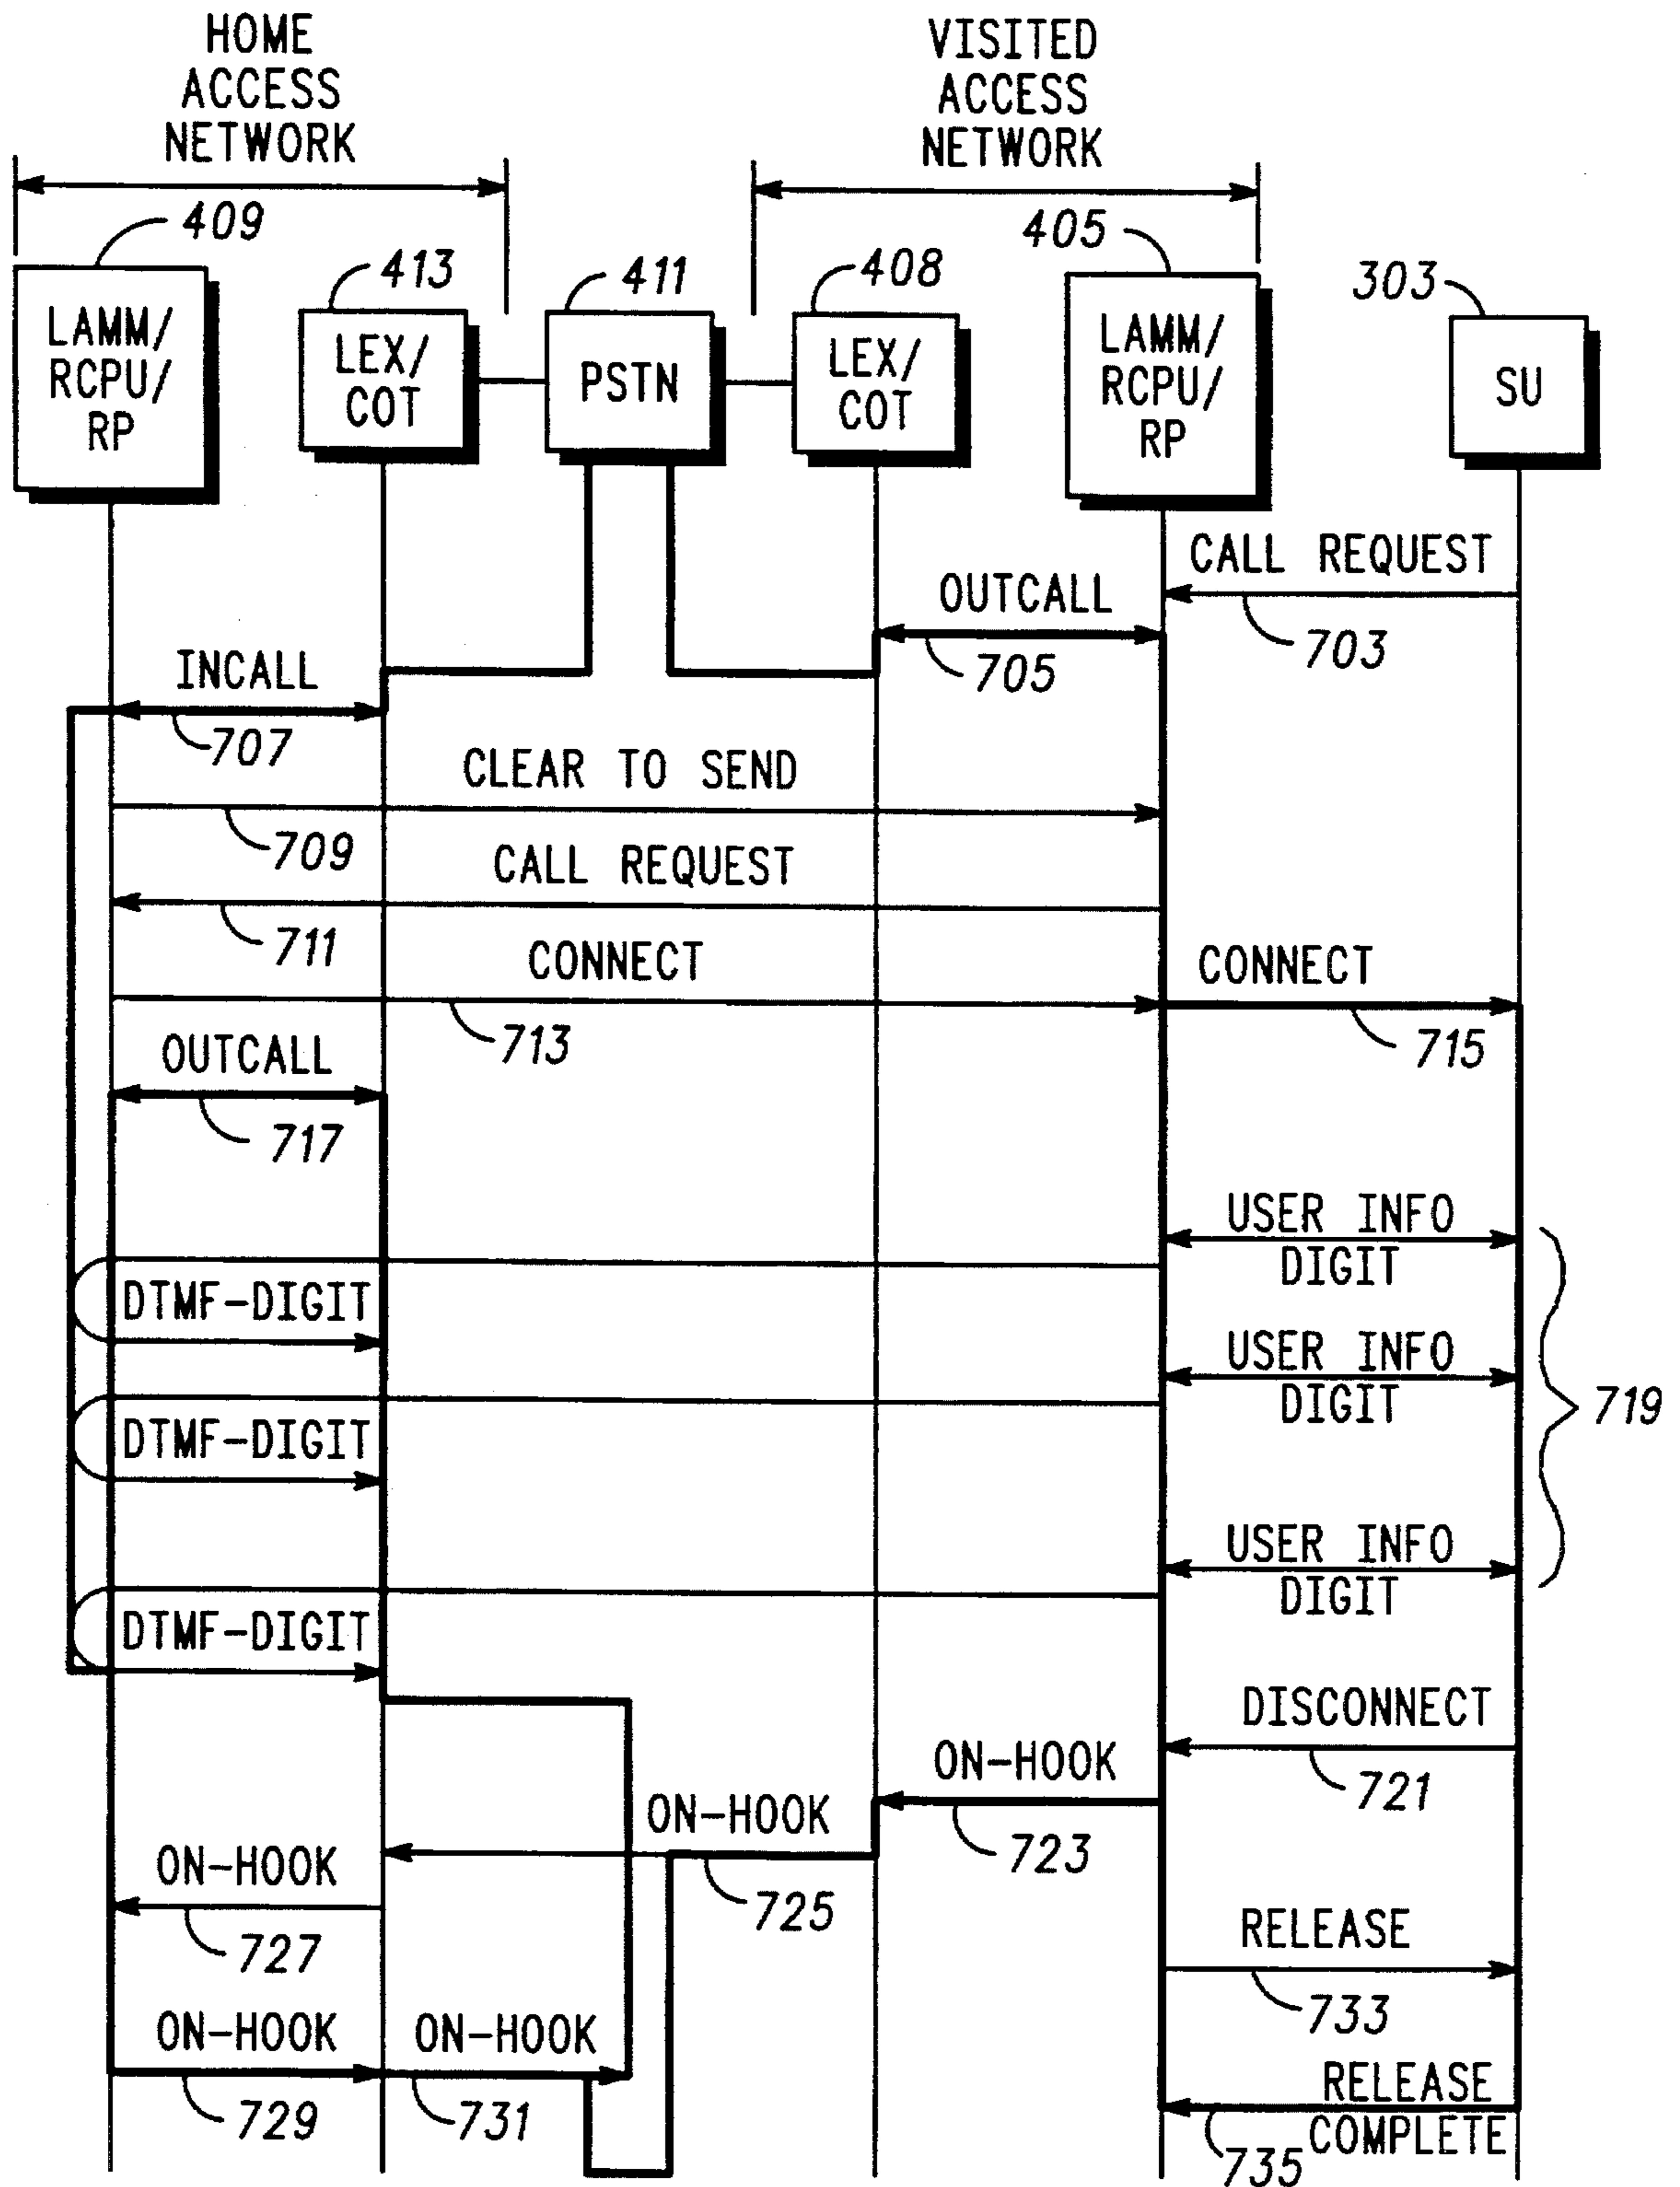 HOME
ACCESS
NETWORK
VISITED
ACCESS
NETWORK
409
413
411
408
405
303
LAMM/
RCPU/
RP
LEX/
COT
PSTN
LEX/
COT
LAMM/
RCPU/
RP
SU
CALL REQUEST
703
OUTCALL
705
INCALL
707
CLEAR TO SEND
709
CALL REQUEST
711
CONNECT
713
CONNECT
715
OUTCALL
717
USER INFO
DIGIT
DTMF-DIGIT
USER INFO
DIGIT
719
DTMF-DIGIT
USER INFO
DIGIT
DTMF-DIGIT
DISCONNECT
721
ON-HOOK
723
ON-HOOK
725
ON-HOOK
727
RELEASE
733
ON-HOOK
729
ON-HOOK
731
RELEASE
COMPLETE
735